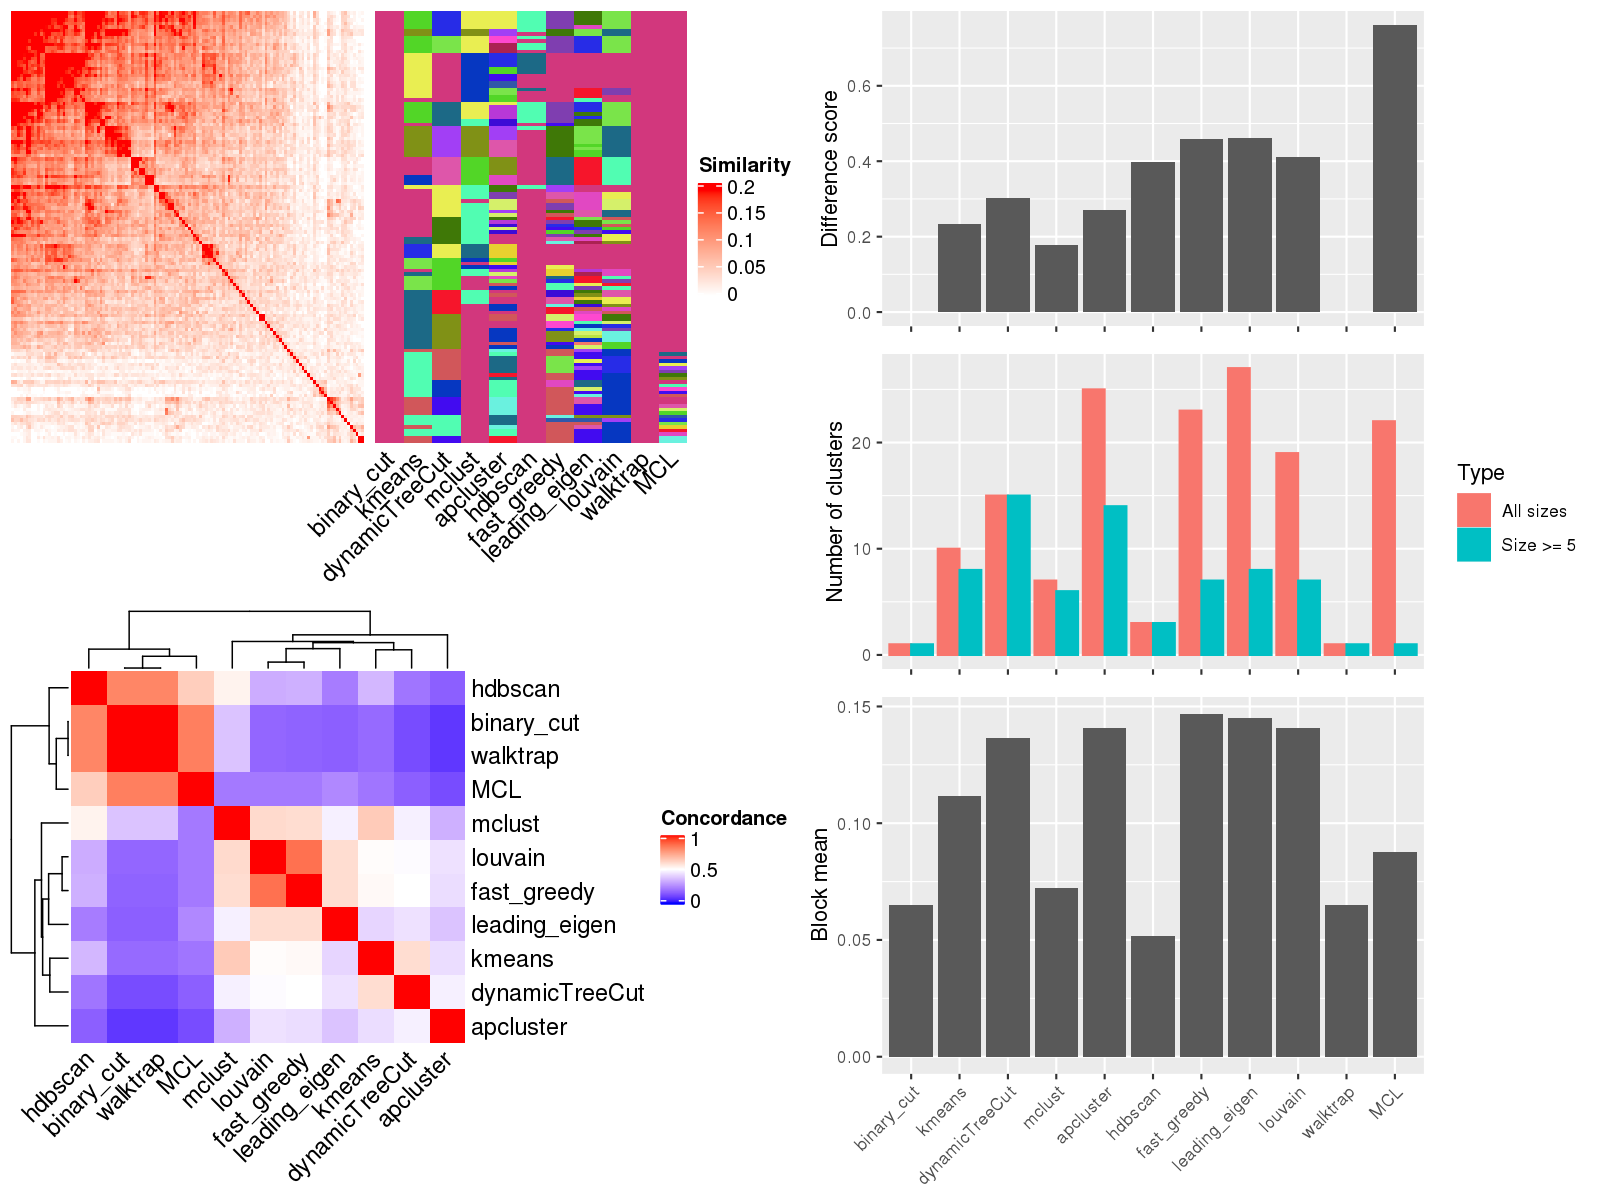 Similarity
0.2
0.15
0.1
0.05
0
binary_cut
kmeans
dynamicTreeCut
mclust
apcluster
hdbscan
fast_greedy
leading_eigen
louvain
walktrap
MCL
hdbscan
binary_cut
walktrap
MCL
mclust
louvain
fast_greedy
leading_eigen
kmeans
dynamicTreeCut
apcluster
hdbscan
binary_cut
walktrap
MCL
mclust
louvain
fast_greedy
leading_eigen
kmeans
dynamicTreeCut
apcluster
Concordance
1
0.5
0
Difference score
0.6
0.4
0.2
0.0
Number of clusters
20
10
0
Type
All sizes
Size >= 5
Block mean
0.15
0.10
0.05
0.00
binary_cut
kmeans
dynamicTreeCut
mclust
apcluster
hdbscan
fast_greedy
leading_eigen
louvain
walktrap
MCL